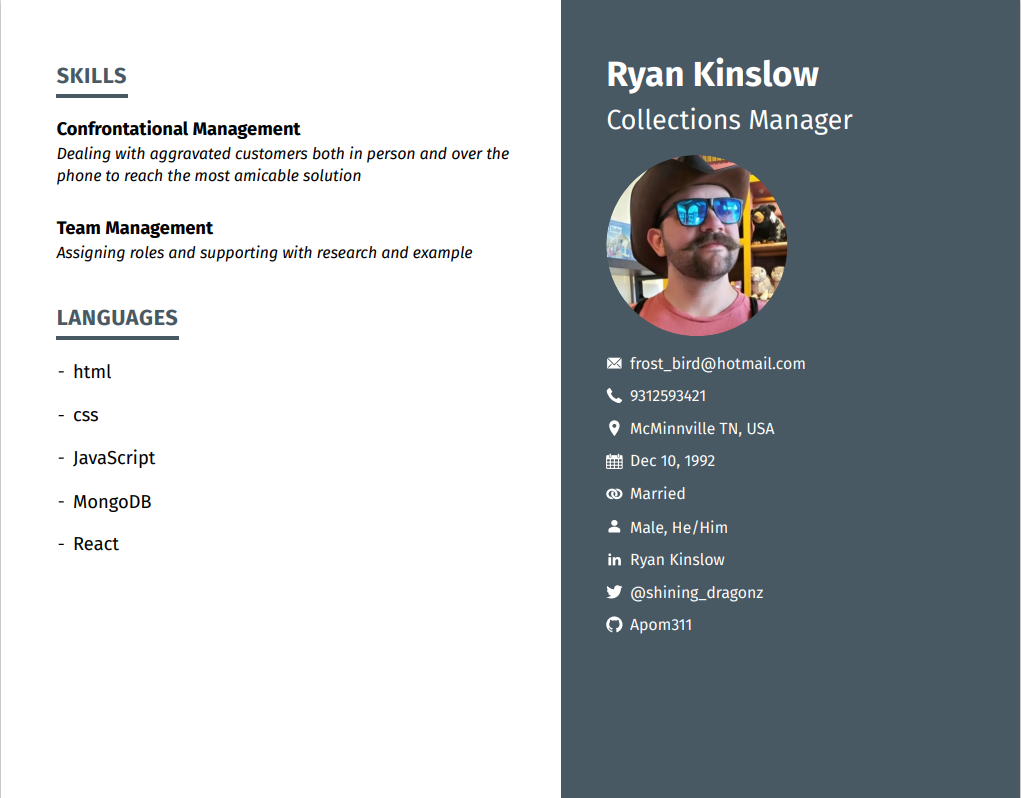 SKILLS
Confrontational Management
Dealing with aggravated customers both in person and over the
phone to reach the most amicable solution
Team Management
Assigning roles and supporting with research and example
LANGUAGES
- html
- css
- JavaScript
- MongoDB
- React
Ryan Kinslow
Collections Manager
frost_bird@hotmail.com
9312593421
McMinnville TN, USA
Dec 10, 1992
Married
Male, He/Him
in Ryan Kinslow
@shining_dragonz
Apom311